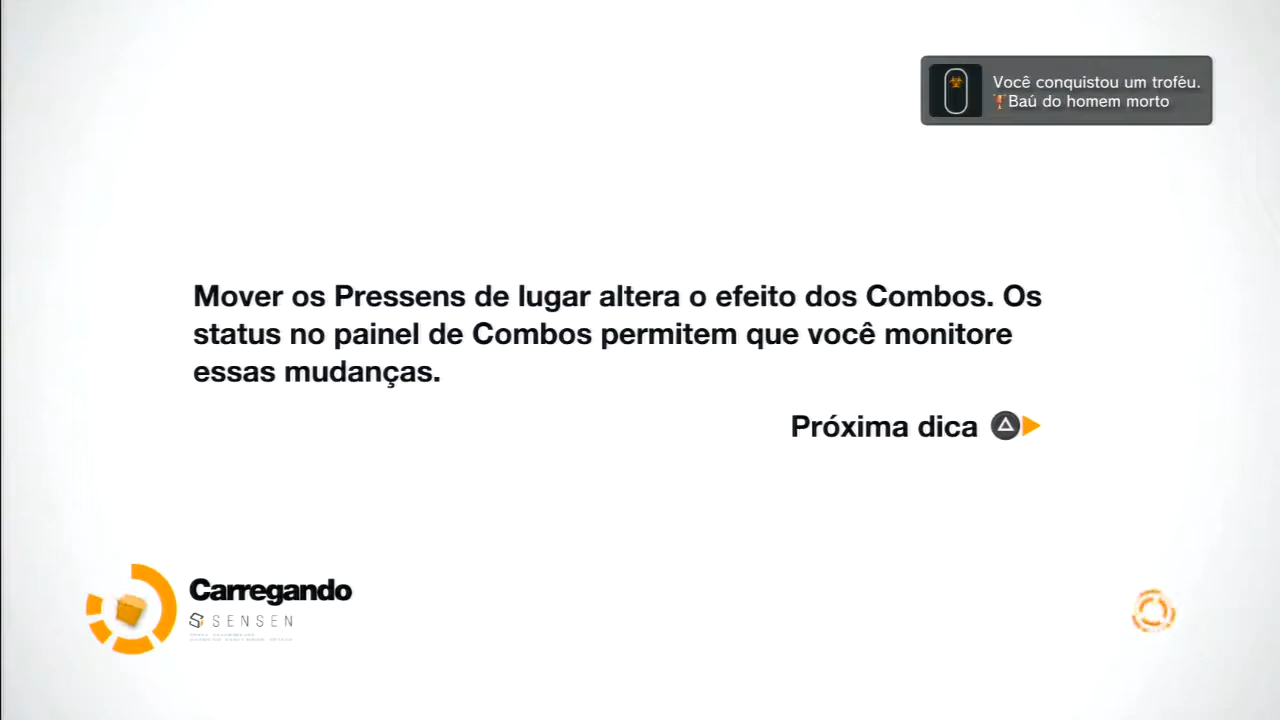 Você conquistou um troféu.
Baú do homem morto
Mover os Pressens de lugar altera o efeito dos Combos. Os
status no painel de Combos permitem que você monitore
essas mudanças.
Próxima dica
Carregando
SENSEN